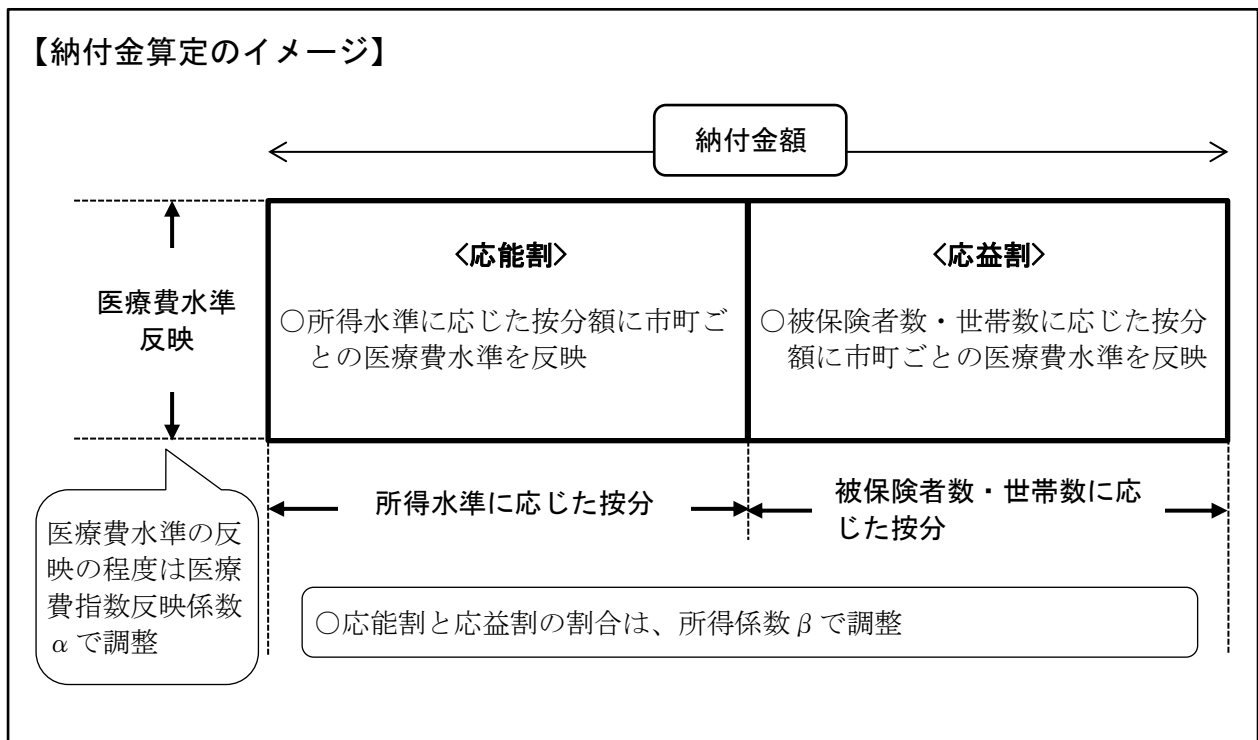 【納付金算定のイメージ】
納付金額
<応能割>
○所得水準に応じた按分額に市町ご
との医療費水準を反映
<応益割>
○被保険者数・世帯数に応じた按分
額に市町ごとの医療費水準を反映
医療費水準
反映
所得水準に応じた按分
被保険者数・世帯数に応
じた按分
医療費水準の反
映の程度は医療
費指数反映係数
αで調整
○応能割と応益割の割合は、所得係数βで調整